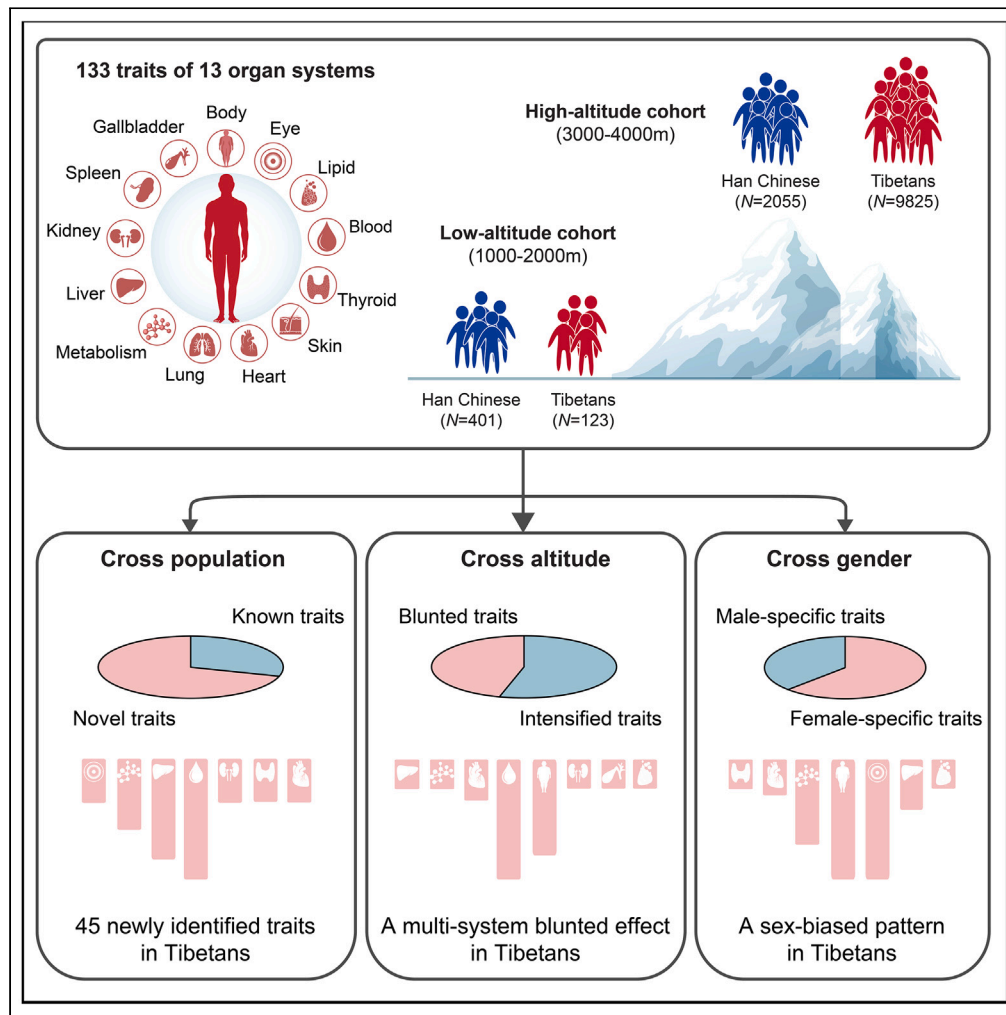 133 traits of 13 organ systems
Body
Eye
Lipid
Blood
Thyroid
Skin
Heart
Lung
Metabolism
Liver
Kidney
Spleen
Gallbladder
High-altitude cohort
(3000-4000m)
Han Chinese
(N=2055)
Tibetans
(N=9825)
Low-altitude cohort
(1000-2000m)
Han Chinese
(N=401)
Tibetans
(N=123)
Cross population
Known traits
Novel traits
45 newly identified traits
in Tibetans
Cross altitude
Blunted traits
Intensified traits
A multi-system blunted effect
in Tibetans
Cross gender
Male-specific traits
Female-specific traits
A sex-biased pattern
in Tibetans